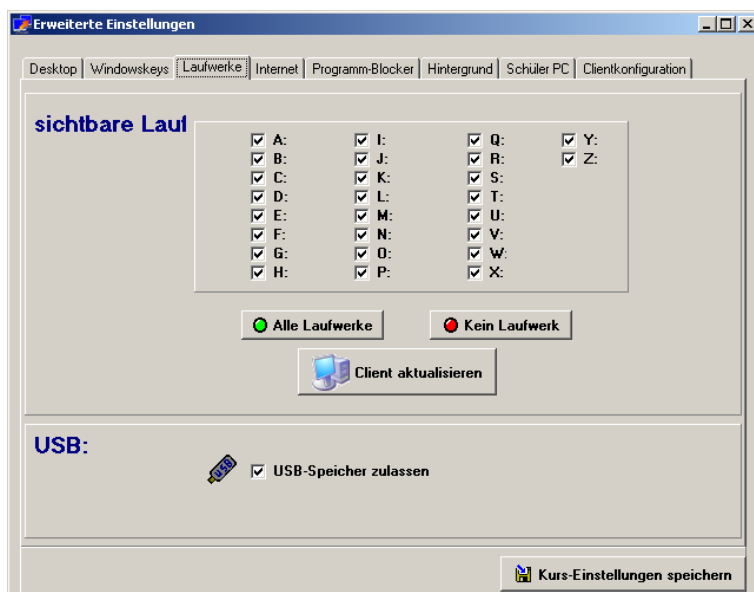 Erweiterte Einstellungen
Desktop Windowskeys Laufwerke Internet Programm-Blocker Hintergrund Schüler PC Clientkonfiguration
sichtbare Lauf
A: I: Q: Y:
B: J: R: Z:
C: K: S:
D: L: T:
E: M: U:
F: N: V:
G: O: W:
H: P: X:
Alle Laufwerke Kein Laufwerk
Client aktualisieren
USB:
USB USB-Speicher zulassen
Kurs-Einstellungen speichern